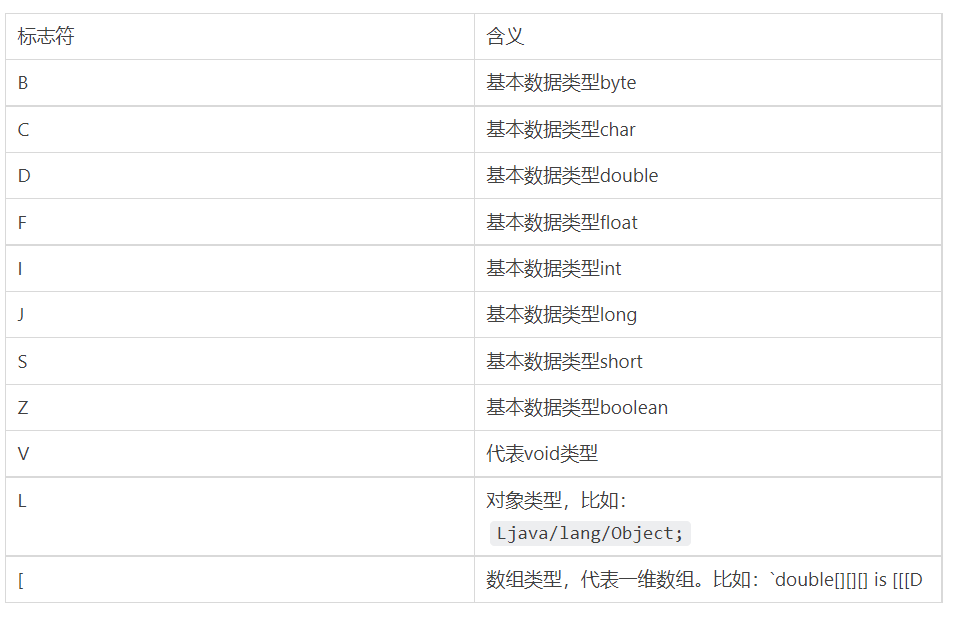 标志符 含义
B 基本数据类型byte
C 基本数据类型char
D 基本数据类型double
F 基本数据类型float
I 基本数据类型int
J 基本数据类型long
S 基本数据类型short
Z 基本数据类型boolean
V 代表void类型
L 对象类型，比如：
Ljava/lang/Object;
[ 数组类型，代表一维数组。比如：`double[][][] is [[[D